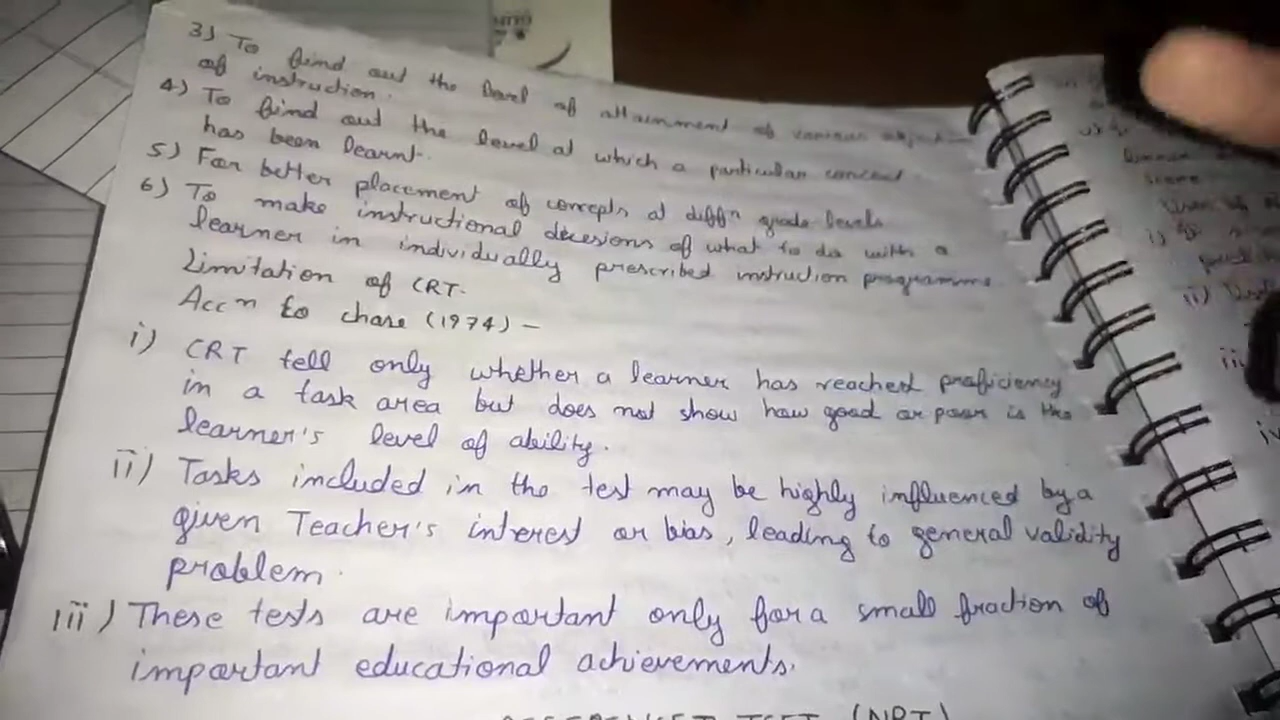 3) To find out the level of attainment of various
of instruction.
4) To find out the level at which a particular concept
has been learnt.
5) For better placement of concepts at diffn grade levels
6) To make instructional decesions of what to do with a
learner in individually prescribed instruction programme
Limitation of CRT.
Accn to chase (1974) –
i) CRT tell only whether a learner has reached proficiency
in a task area but does not show how good or poor is the
learner's level of ability.
ii) Tasks included in the test may be highly influenced by a
given Teacher's interest or bias, leading to general validity
problem.
iii) These tests are important only for a small fraction of
important educational achievements.
TEST (NRT)